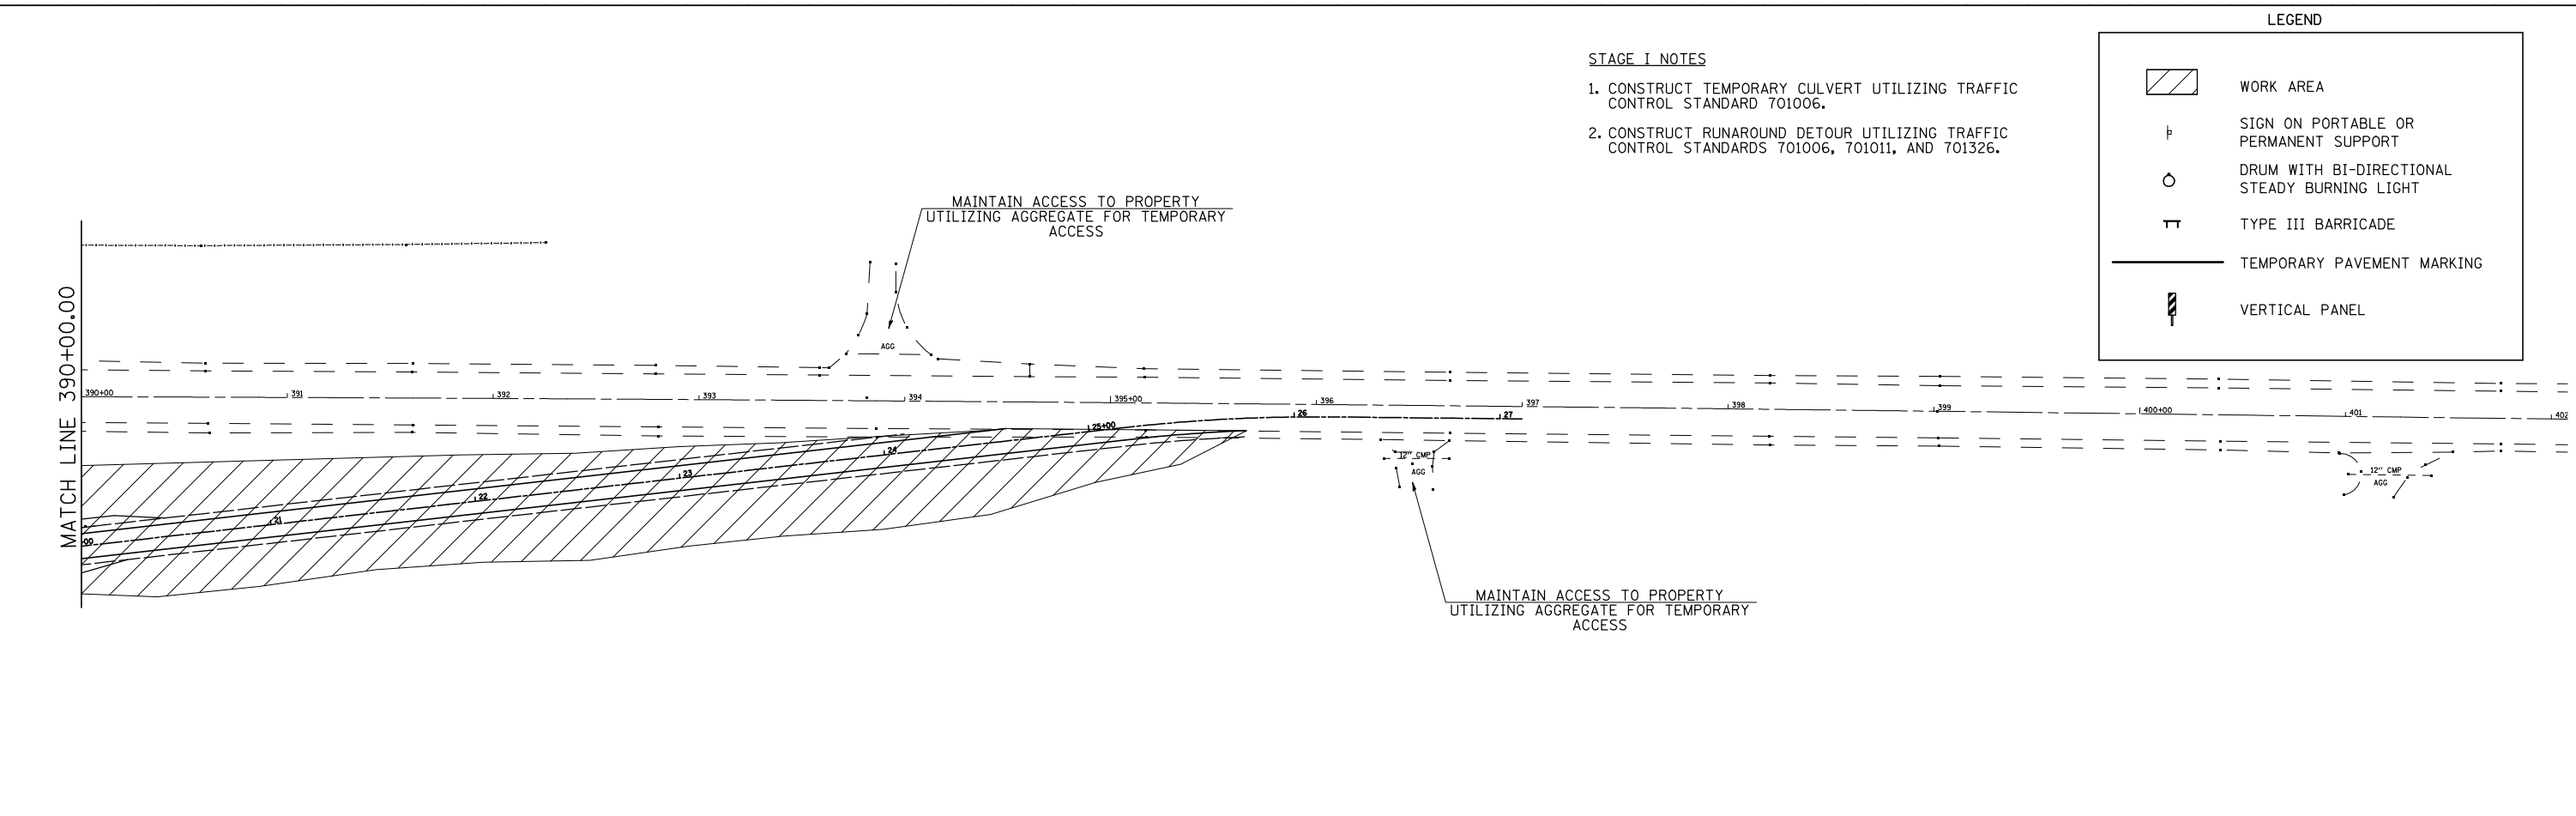 LEGEND
WORK AREA
SIGN ON PORTABLE OR
PERMANENT SUPPORT
DRUM WITH BI-DIRECTIONAL
STEADY BURNING LIGHT
TYPE III BARRICADE
TEMPORARY PAVEMENT MARKING
VERTICAL PANEL
STAGE I NOTES
1. CONSTRUCT TEMPORARY CULVERT UTILIZING TRAFFIC
CONTROL STANDARD 701006.
2. CONSTRUCT RUNAROUND DETOUR UTILIZING TRAFFIC
CONTROL STANDARDS 701006, 701011, AND 701326.
MAINTAIN ACCESS TO PROPERTY
UTILIZING AGGREGATE FOR TEMPORARY
ACCESS
MATCH LINE 390+00.00
AGG
390+00
391
392
393
394
395+00
396
397
398
399
400+00
401
402
00
21
22
23
24
25+00
26
27
12" CMP
AGG
12" CMP
AGG
MAINTAIN ACCESS TO PROPERTY
UTILIZING AGGREGATE FOR TEMPORARY
ACCESS